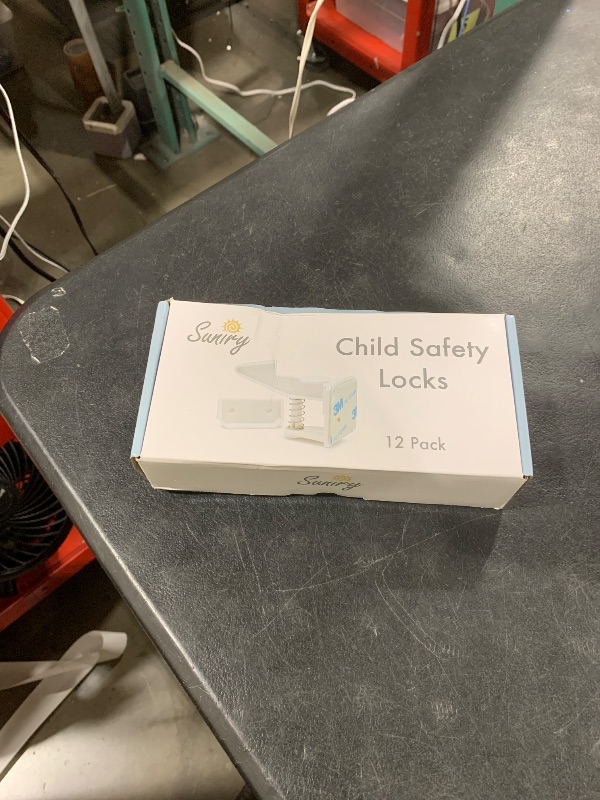 Suniry
Child Safety
Locks
3M
12 Pack
Suniry